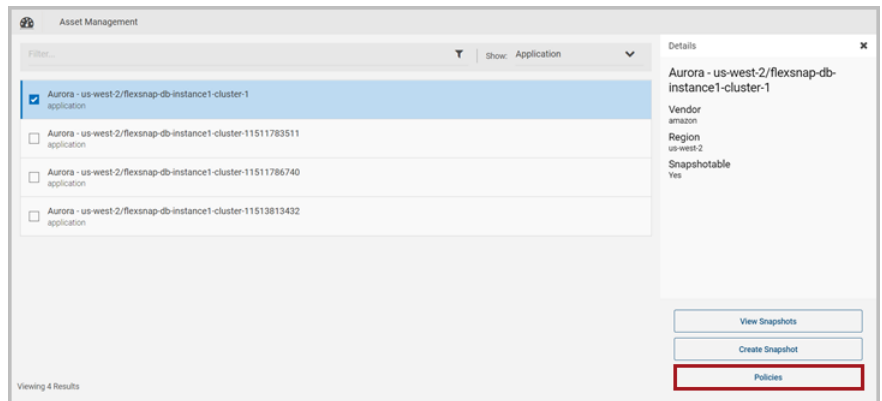 Asset Management
Filter...
Show: Application
Aurora - us-west-2/flexsnap-db-instance1-cluster-1
application
Aurora - us-west-2/flexsnap-db-instance1-cluster-11511783511
application
Aurora - us-west-2/flexsnap-db-instance1-cluster-11511786740
application
Aurora - us-west-2/flexsnap-db-instance1-cluster-11513813432
application
Viewing 4 Results
Details
Aurora - us-west-2/flexsnap-db-
instance1-cluster-1
Vendor
amazon
Region
us-west-2
Snapshotable
Yes
View Snapshots
Create Snapshot
Policies